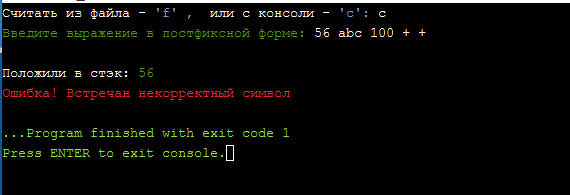 Считать из файла - 'f' ,  или с консоли - 'c': c
Введите выражение в постфиксной форме: 56 abc 100 + +
Положили в стэк: 56
Ошибка! Встречан некорректный символ
...Program finished with exit code 1
Press ENTER to exit console.